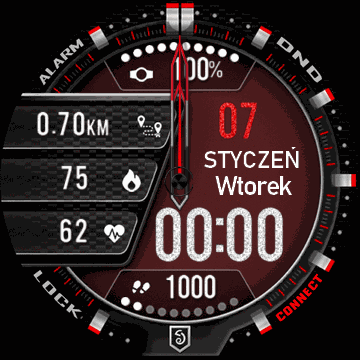 ALARM
DND
100%
0.70KM
07
75
STYCZEŃ
Wtorek
62
00:00
1000
LOCK
CONNECT